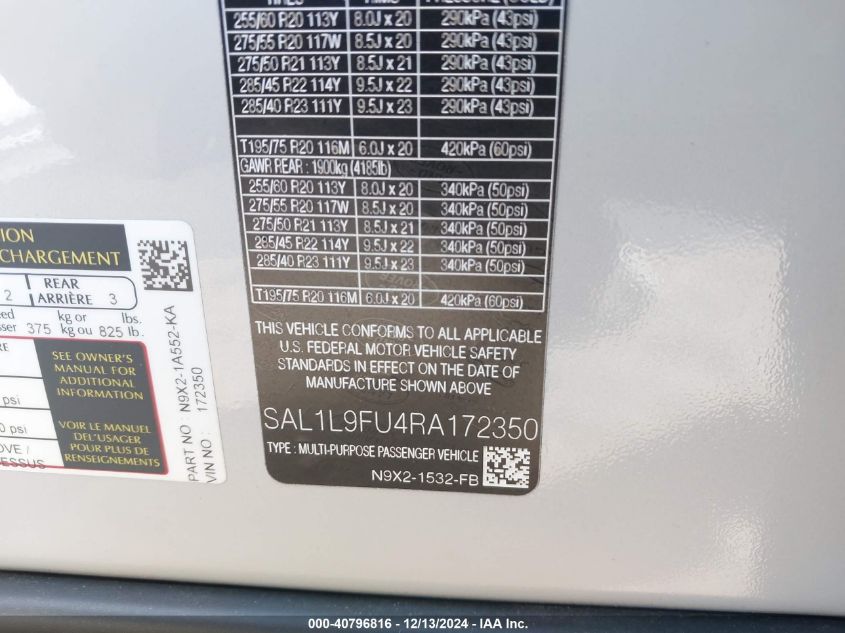 255/60 R20 113Y 8.0J x 20 290kPa (43psi)
275/55 R20 117W 8.5J x 20 290kPa (43psi)
275/50 R21 113Y 8.5J x 21 290kPa (43psi)
285/45 R22 114Y 9.5J x 22 290kPa (43psi)
285/40 R23 111Y 9.5J x 23 290kPa (43psi)
T195/75 R20 116M 6.0J x 20 420kPa (60psi)
GAWR REAR : 1900kg (4185lb)
255/60 R20 113Y 8.0J x 20 340kPa (50psi)
275/55 R20 117W 8.5J x 20 340kPa (50psi)
275/50 R21 113Y 8.5J x 21 340kPa (50psi)
285/45 R22 114Y 9.5J x 22 340kPa (50psi)
285/40 R23 111Y 9.5J x 23 340kPa (50psi)
T195/75 R20 116M 6.0J x 20 420kPa (60psi)
THIS VEHICLE CONFORMS TO ALL APPLICABLE
U.S. FEDERAL MOTOR VEHICLE SAFETY
STANDARDS IN EFFECT ON THE DATE OF
MANUFACTURE SHOWN ABOVE
SAL1L9FU4RA172350
TYPE : MULTI-PURPOSE PASSENGER VEHICLE
N9X2-1532-FB
CHARGEMENT
2 REAR
ARRIÈRE 3
kg or lbs.
375 kg ou 825 lb.
SEE OWNER'S
MANUAL FOR
ADDITIONAL
INFORMATION
psi
VOIR LE MANUEL
DEL'USAGER
POUR PLUS DE
RENSEIGNEMENTS
0 psi
PART NO N9X2-1A552-KA
VIN NO : 172350
000-40796816 - 12/13/2024 - IAA Inc.